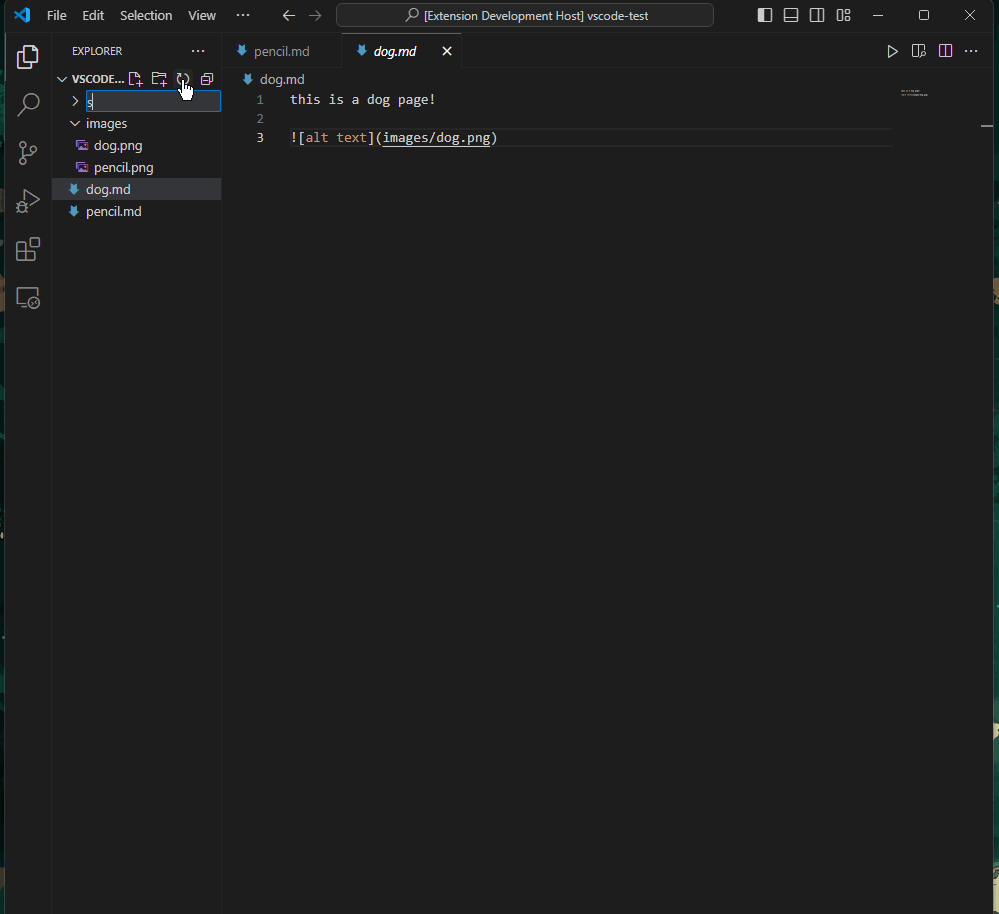 File Edit Selection View ··· [Extension Development Host] vscode-test
EXPLORER ···
VSCODE...
s
images
dog.png
pencil.png
dog.md
pencil.md
pencil.md dog.md
dog.md
1 this is a dog page!
2
3 ![alt text](images/dog.png)